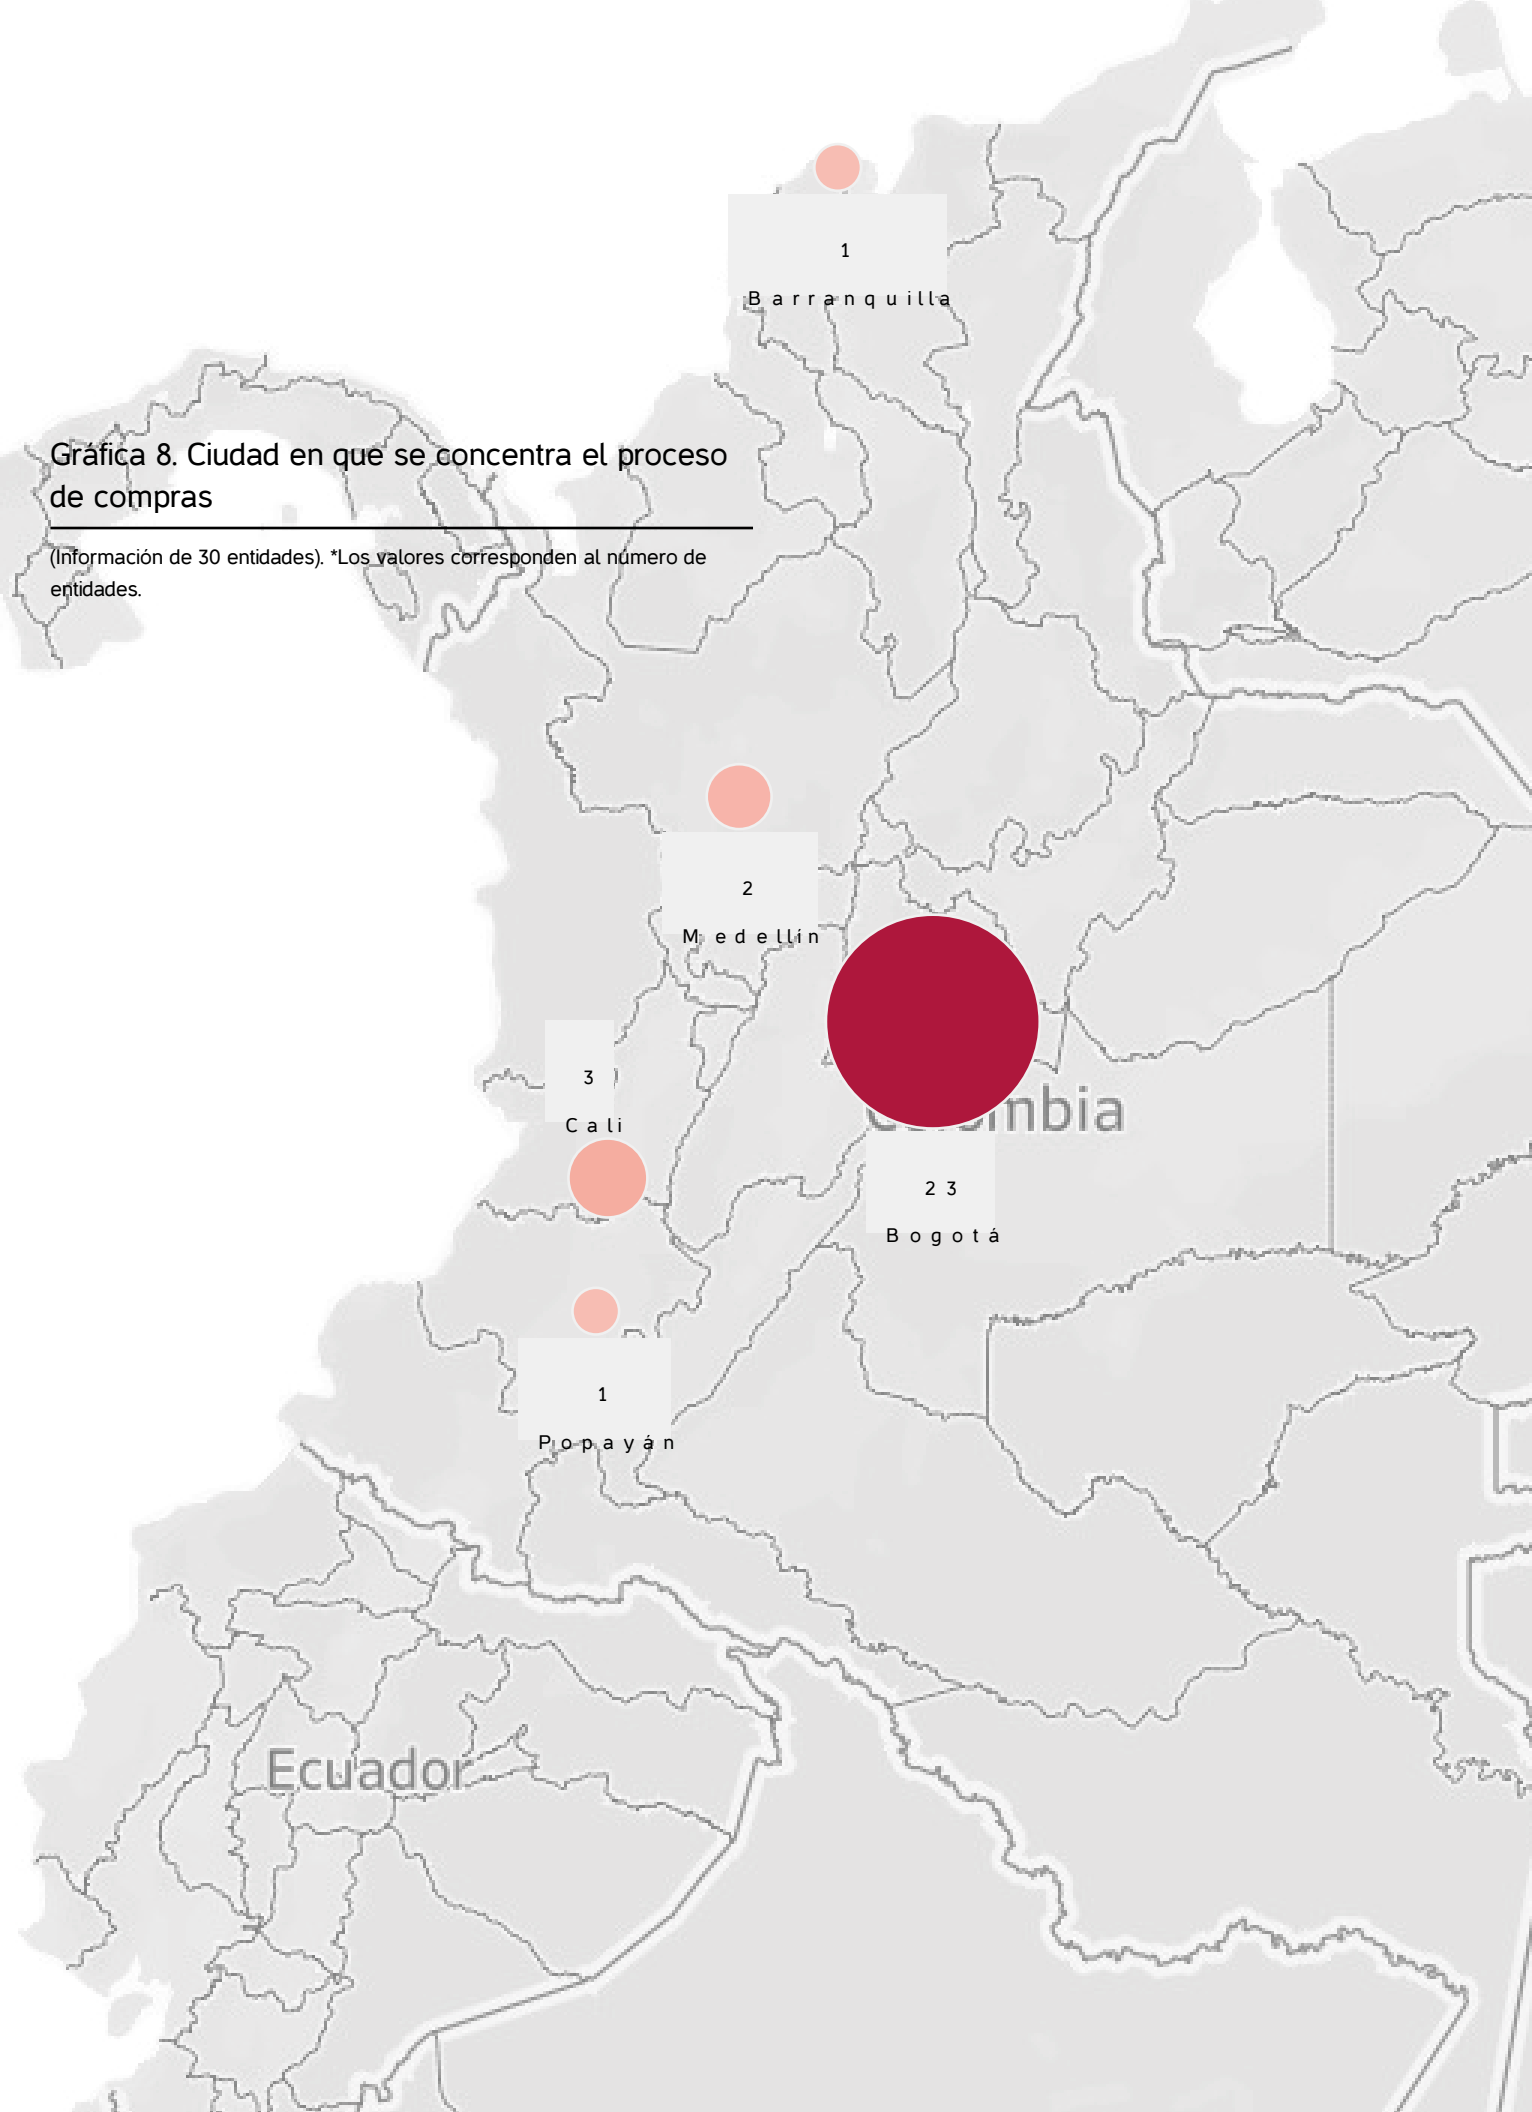 1
Barranquilla
Gráfica 8. Ciudad en que se concentra el proceso
de compras
(Información de 30 entidades). *Los valores corresponden al número de
entidades.
2
Medellín
3
Cali
23
Bogotá
1
Popayán
Ecuador